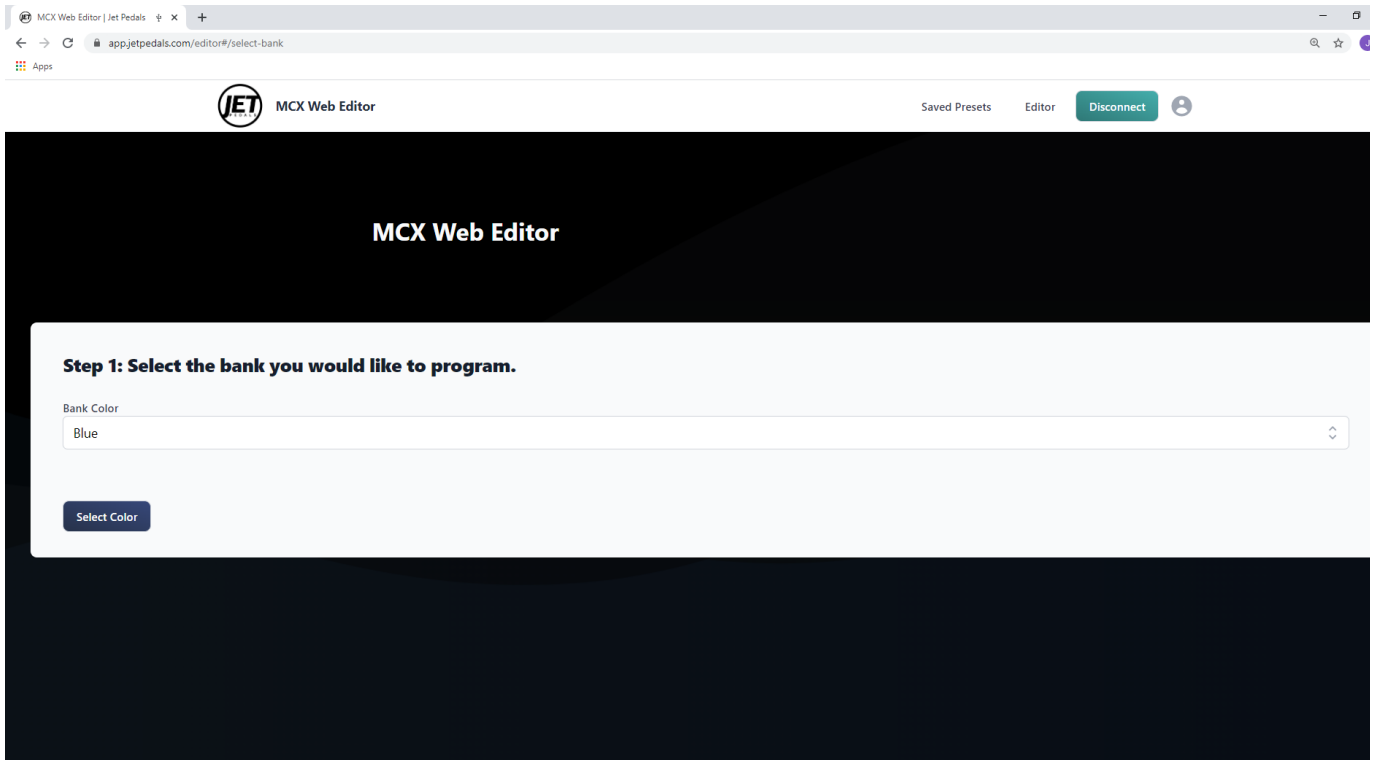 MCX Web Editor | Jet Pedals
app.jetpedals.com/editor#/select-bank
Apps
JET
PEDALS
MCX Web Editor
Saved Presets
Editor
Disconnect
MCX Web Editor
Step 1: Select the bank you would like to program.
Bank Color
Blue
Select Color